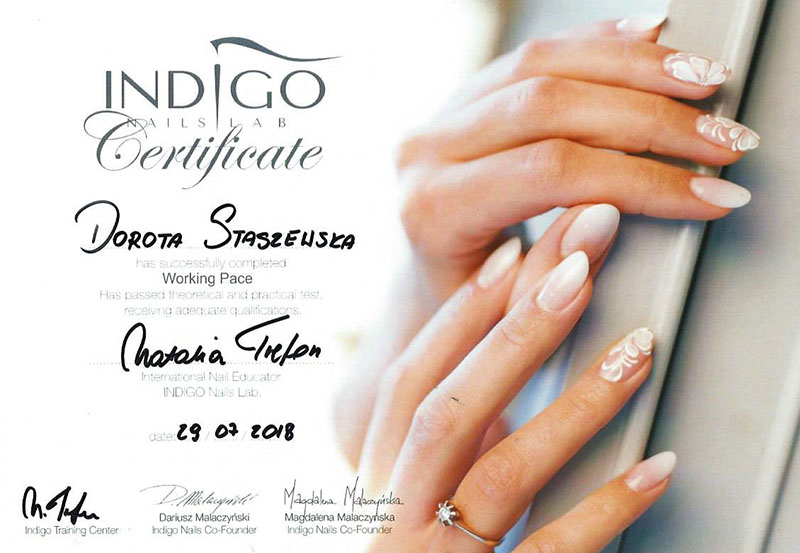 INDIGO
NAILS LAB
Certificate
DOROTA STASZEWSKA
has successfully completed
Working Pace
Has passed theoretical and practical test,
receiving adequate qualifications.
Natalia Trefon
International Nail Educator
INDIGO Nails Lab.
date: 29 / 07 / 2018
N. Trefon
Indigo Training Center
D. Malaczyński
Dariusz Malaczyński
Indigo Nails Co-Founder
Magdalena Malaczyńska
Magdalena Malaczyńska
Indigo Nails Co-Founder